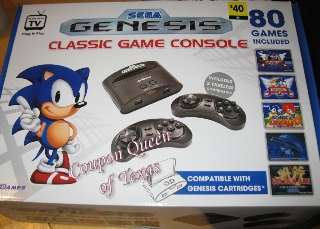 TV
Plug & Play
SEGA
GENESIS
CLASSIC GAME CONSOLE
$40
80
GAMES
INCLUDED
INCLUDES
2 WIRELESS
Coupon Queen
of Texas
COMPATIBLE WITH
GENESIS CARTRIDGES*
GAMES